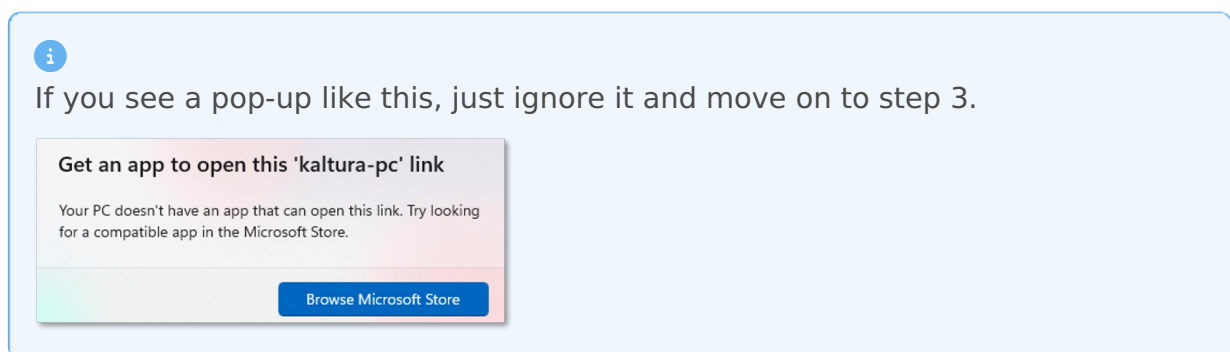 If you see a pop-up like this, just ignore it and move on to step 3.
Get an app to open this 'kaltura-pc' link
Your PC doesn't have an app that can open this link. Try looking
for a compatible app in the Microsoft Store.
Browse Microsoft Store